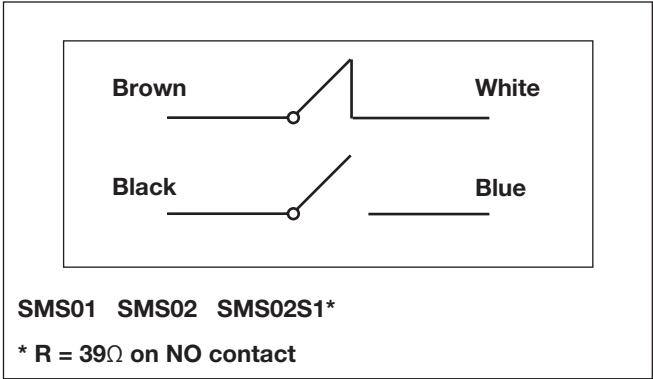 Brown White
Black Blue
SMS01 SMS02 SMS02S1*
* R = 39Ω on NO contact